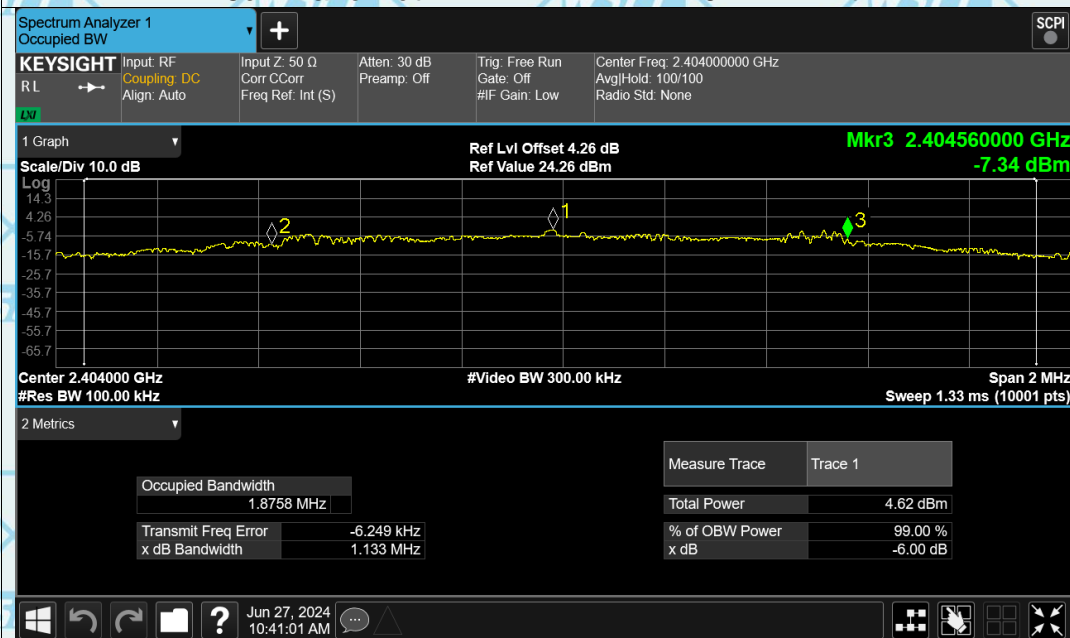 Spectrum Analyzer 1
Occupied BW
+
SCPI
KEYSIGHT
RL
LXI
Input: RF
Coupling: DC
Align: Auto
Input Z: 50 Ω
Corr CCorr
Freq Ref: Int (S)
Atten: 30 dB
Preamp: Off
Trig: Free Run
Gate: Off
#IF Gain: Low
Center Freq: 2.404000000 GHz
Avg|Hold: 100/100
Radio Std: None
1 Graph
Scale/Div 10.0 dB
Ref Lvl Offset 4.26 dB
Ref Value 24.26 dBm
Mkr3 2.404560000 GHz
-7.34 dBm
Log
14.3
4.26
-5.74
-15.7
-25.7
-35.7
-45.7
-55.7
-65.7
2
1
3
Center 2.404000 GHz
#Video BW 300.00 kHz
Span 2 MHz
#Res BW 100.00 kHz
Sweep 1.33 ms (10001 pts)
2 Metrics
Occupied Bandwidth
1.8758 MHz
Transmit Freq Error -6.249 kHz
x dB Bandwidth 1.133 MHz
Measure Trace Trace 1
Total Power 4.62 dBm
% of OBW Power 99.00 %
x dB -6.00 dB
?
Jun 27, 2024
10:41:01 AM